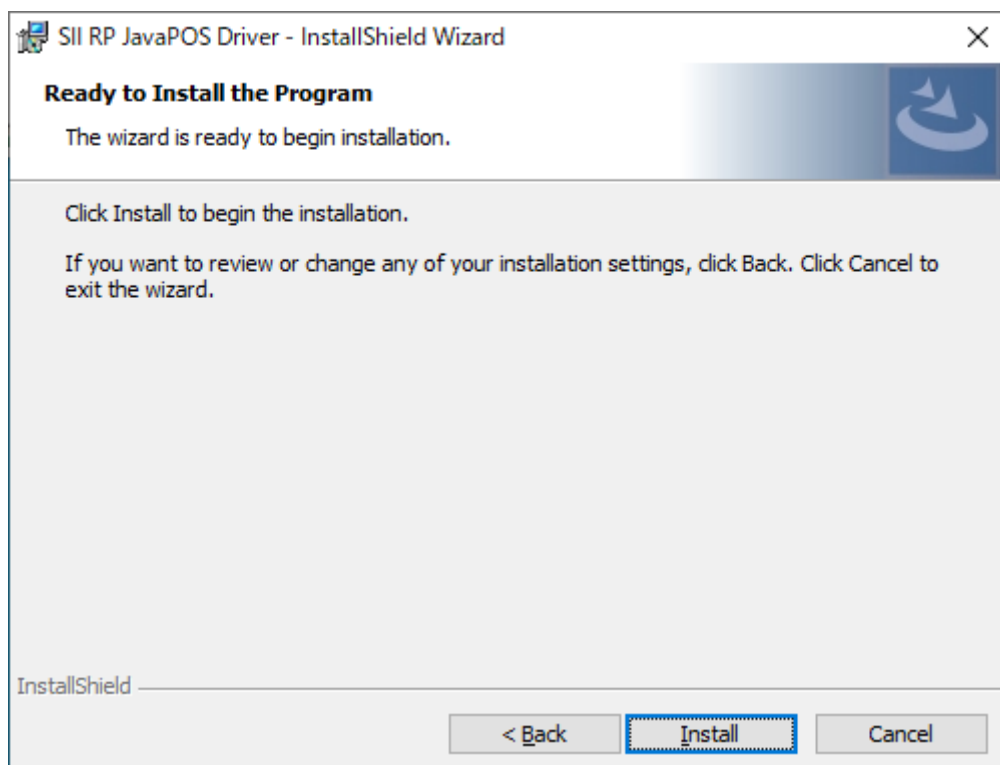 SII RP JavaPOS Driver - InstallShield Wizard
Ready to Install the Program
The wizard is ready to begin installation.
Click Install to begin the installation.
If you want to review or change any of your installation settings, click Back. Click Cancel to
exit the wizard.
InstallShield
< Back
Install
Cancel